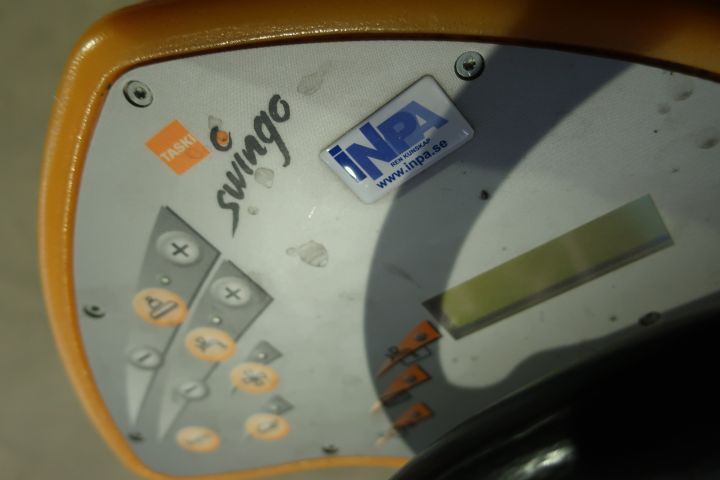 TASKI
swingo
INPA
REN KUNSKAP
www.inpa.se